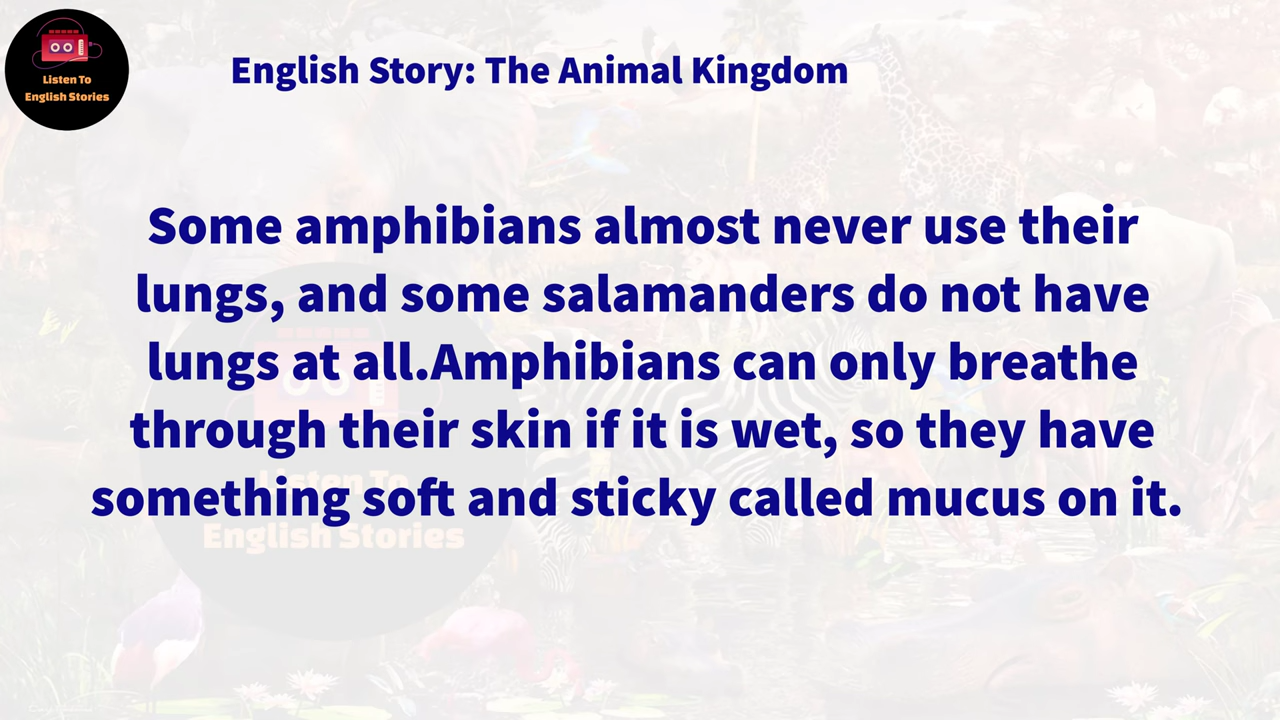 Listen To
English Stories
English Story: The Animal Kingdom
Some amphibians almost never use their
lungs, and some salamanders do not have
lungs at all.Amphibians can only breathe
through their skin if it is wet, so they have
something soft and sticky called mucus on it.
Listen To
English Stories